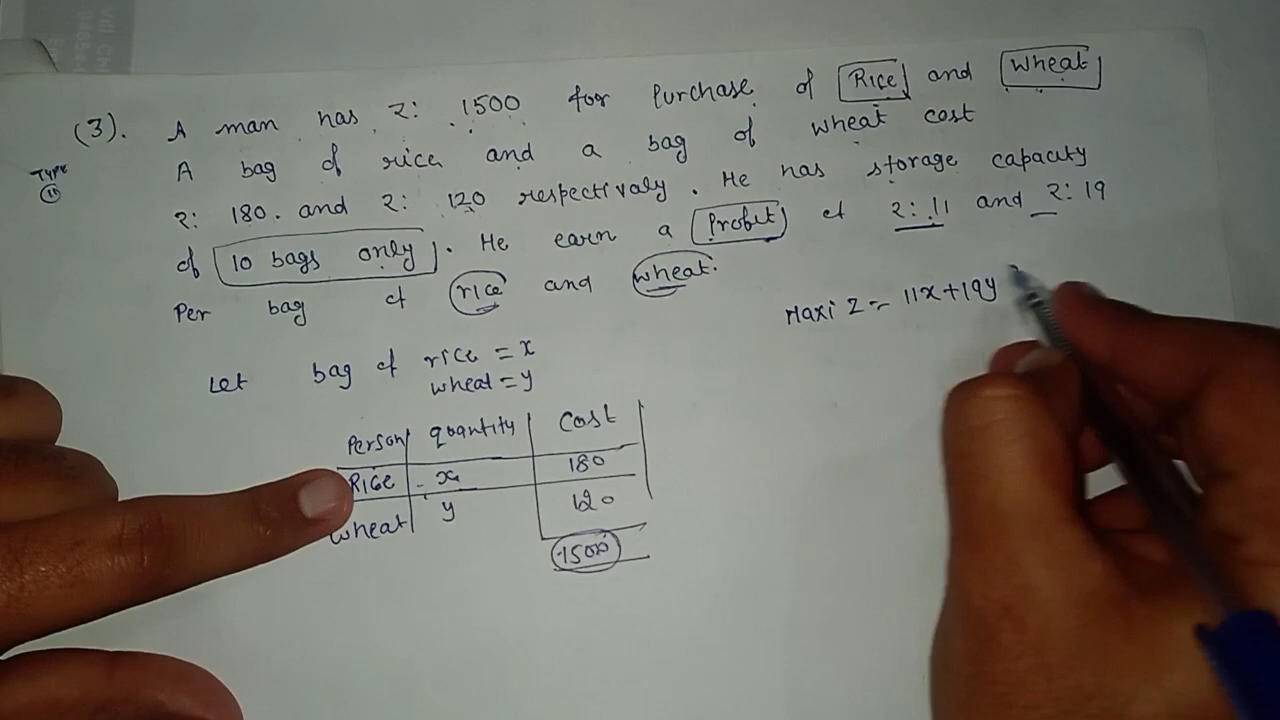 (3). A man has ₹: 1500 for Purchase of Rice and Wheat
Type
(11)
A bag of rice and a bag of wheat cost
₹: 180. and ₹: 120 respectivaly. He has storage capacity
of 10 bags only. He earn a Profit of ₹: 11 and ₹: 19
Per bag of rice and wheat.
Maxi Z = 11x+19y
Let bag of rice = x
wheat = y
Person quantity Cost
RICe x 180
wheat y 120
1500